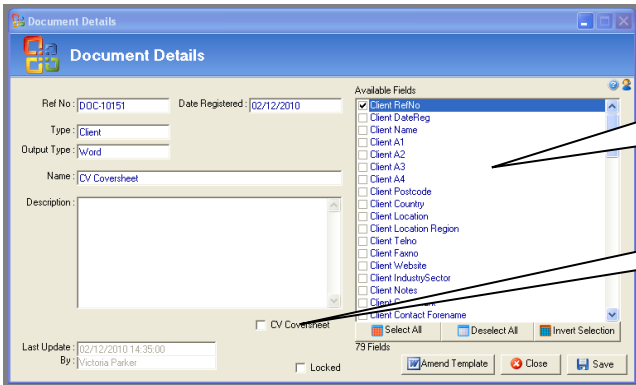 Document Details
Document Details
Ref No : DOC-10151 Date Registered : 02/12/2010
Type : Client
Output Type : Word
Name : CV Coversheet
Description :
CV Coversheet
Last Update : 02/12/2010 14:35:00
By : Victoria Parker
Locked
Available Fields
Client RefNo
Client DateReg
Client Name
Client A1
Client A2
Client A3
Client A4
Client Postcode
Client Country
Client Location
Client Location Region
Client Telno
Client Faxno
Client Website
Client IndustrySector
Client Notes
Client
Client Contact Forename
Select All Deselect All Invert Selection
79 Fields
Amend Template Close Save